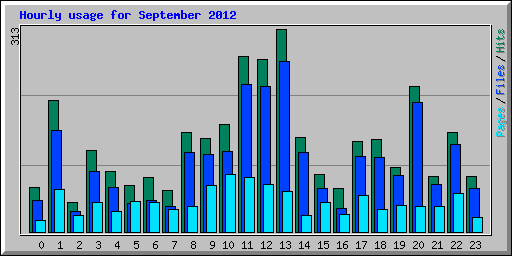 Hourly usage for September 2012
313
Pages/Files/Hits
0 1 2 3 4 5 6 7 8 9 10 11 12 13 14 15 16 17 18 19 20 21 22 23